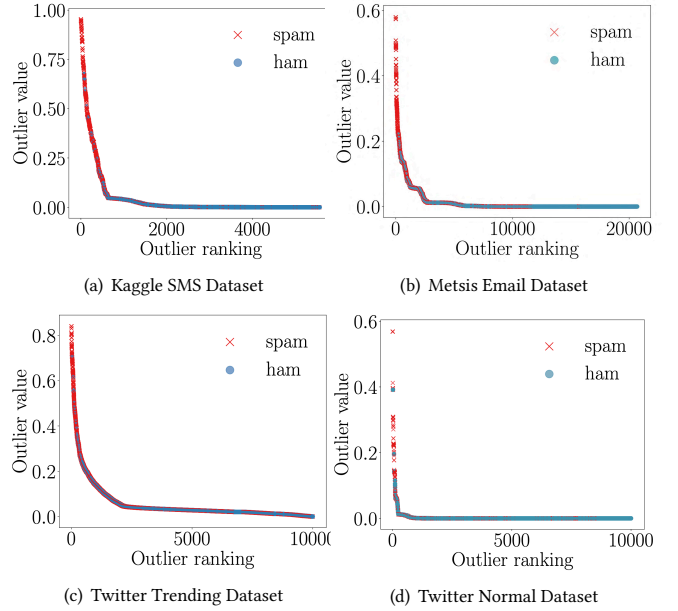 1.00
0.75
0.50
0.25
0.00
Outlier value
spam
ham
0
2000
4000
Outlier ranking
(a) Kaggle SMS Dataset
0.6
0.4
0.2
0.0
Outlier value
spam
ham
0
10000
20000
Outlier ranking
(b) Metsis Email Dataset
0.8
0.6
0.4
0.2
0.0
Outlier value
spam
ham
0
5000
10000
Outlier ranking
(c) Twitter Trending Dataset
0.6
0.4
0.2
0.0
Outlier value
spam
ham
0
5000
10000
Outlier ranking
(d) Twitter Normal Dataset